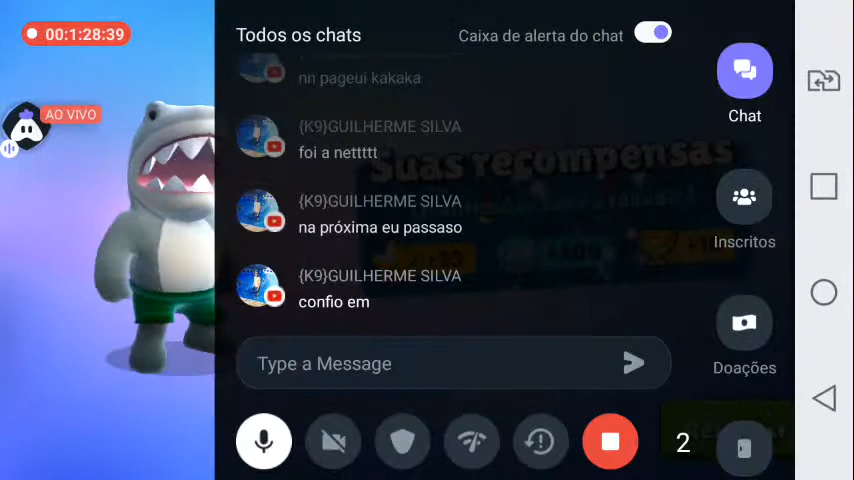 00:1:28:39
Todos os chats
Caixa de alerta do chat
AO VIVO
nn pageui kakaka
Chat
{K9}GUILHERME SILVA
foi a nettttt
Suas recompensas
{K9}GUILHERME SILVA
na próxima eu passaso
Inscritos
{K9}GUILHERME SILVA
confio em
Type a Message
Doações
2